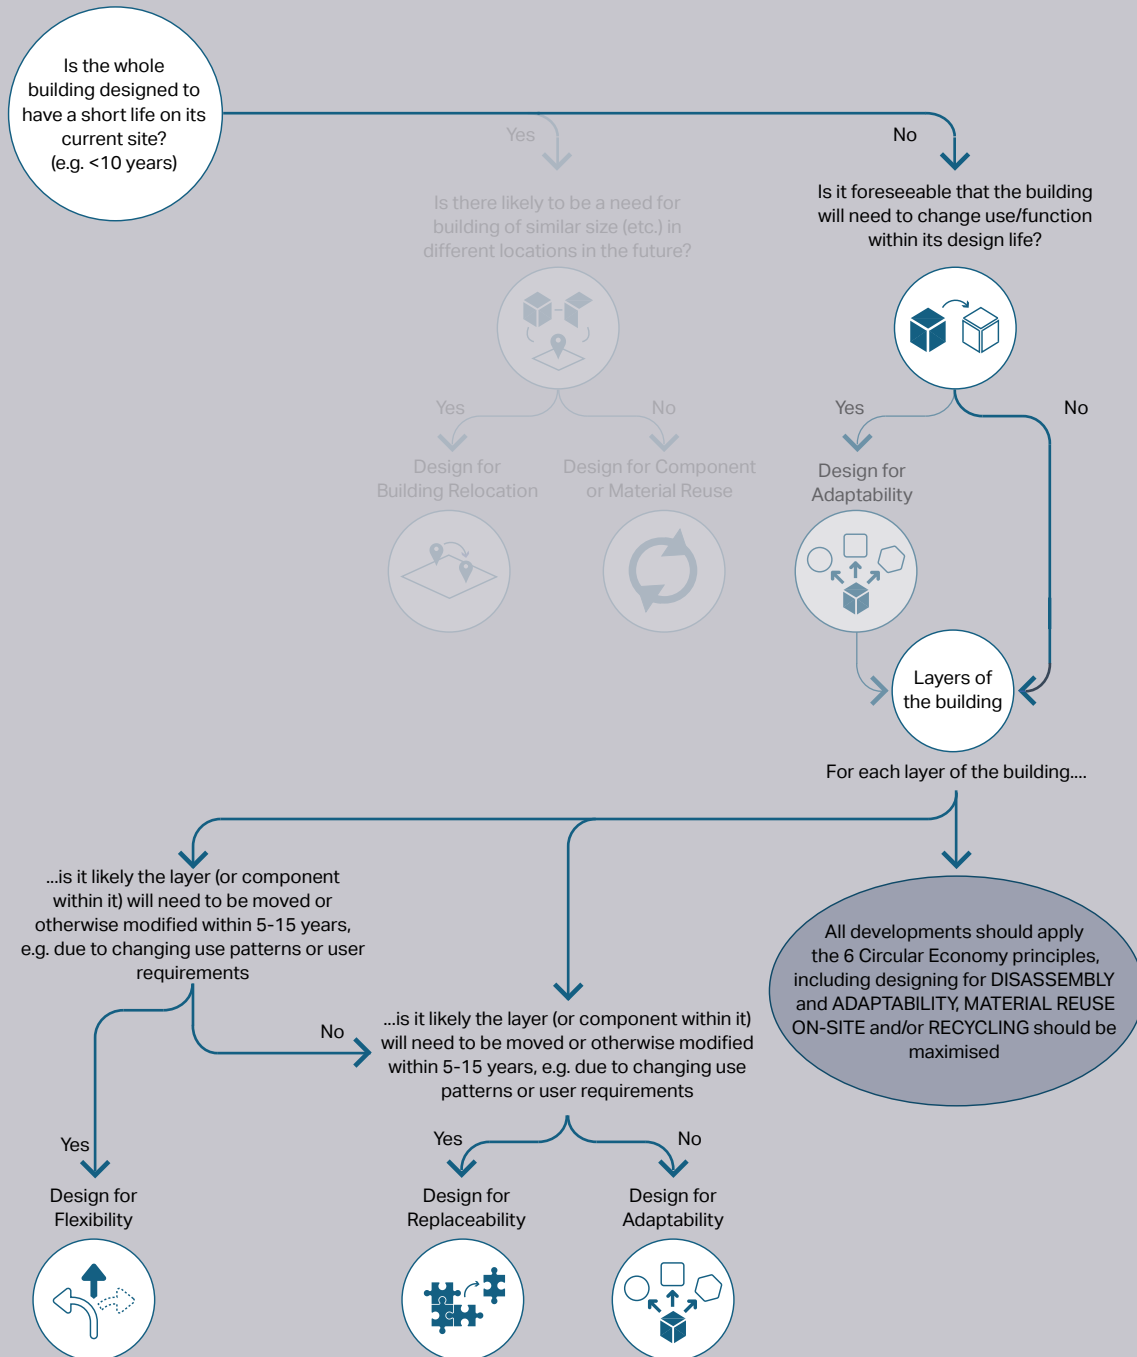 Is the whole
building designed to
have a short life on its
current site?
(e.g. <10 years)
Yes
No
Is there likely to be a need for
building of similar size (etc.) in
different locations in the future?
Is it foreseeable that the building
will need to change use/function
within its design life?
Yes
No
Yes
No
Design for
Building Relocation
Design for Component
or Material Reuse
Design for
Adaptability
Layers of
the building
For each layer of the building....
...is it likely the layer (or component
within it) will need to be moved or
otherwise modified within 5-15 years,
e.g. due to changing use patterns or user
requirements
All developments should apply
the 6 Circular Economy principles,
including designing for DISASSEMBLY
and ADAPTABILITY, MATERIAL REUSE
ON-SITE and/or RECYCLING should be
maximised
No
...is it likely the layer (or component within it)
will need to be moved or otherwise modified
within 5-15 years, e.g. due to changing use
patterns or user requirements
Yes
Yes
No
Design for
Flexibility
Design for
Replaceability
Design for
Adaptability